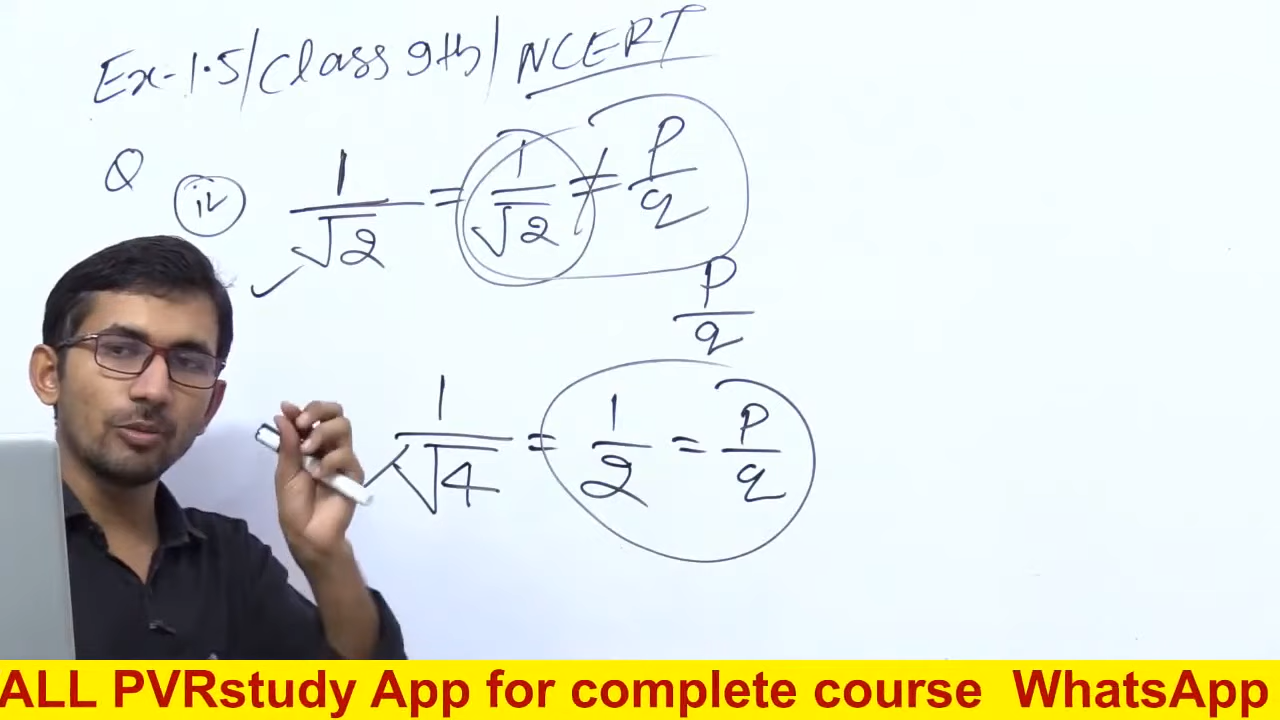 Ex-1.5/Class 9th/NCERT
Q iv 1/√2 = 1/√2 ≠ p/q
p/q
1/√4 = 1/2 = p/q
ALL PVRstudy App for complete course WhatsApp